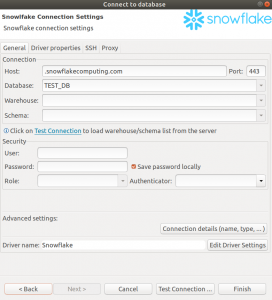 Connect to database
Snowlfake Connection Settings
Snowflake connection settings
snowflake
General Driver properties SSH Proxy
Connection
Host: .snowflakecomputing.com Port: 443
Database: TEST_DB
Warehouse:
Schema:
Click on Test Connection to load warehouse/schema list from the server
Security
User:
Password: Save password locally
Role: Authenticator:
Advanced settings:
Connection details (name, type, ... )
Driver name: Snowflake Edit Driver Settings
< Back Next > Cancel Test Connection ... Finish